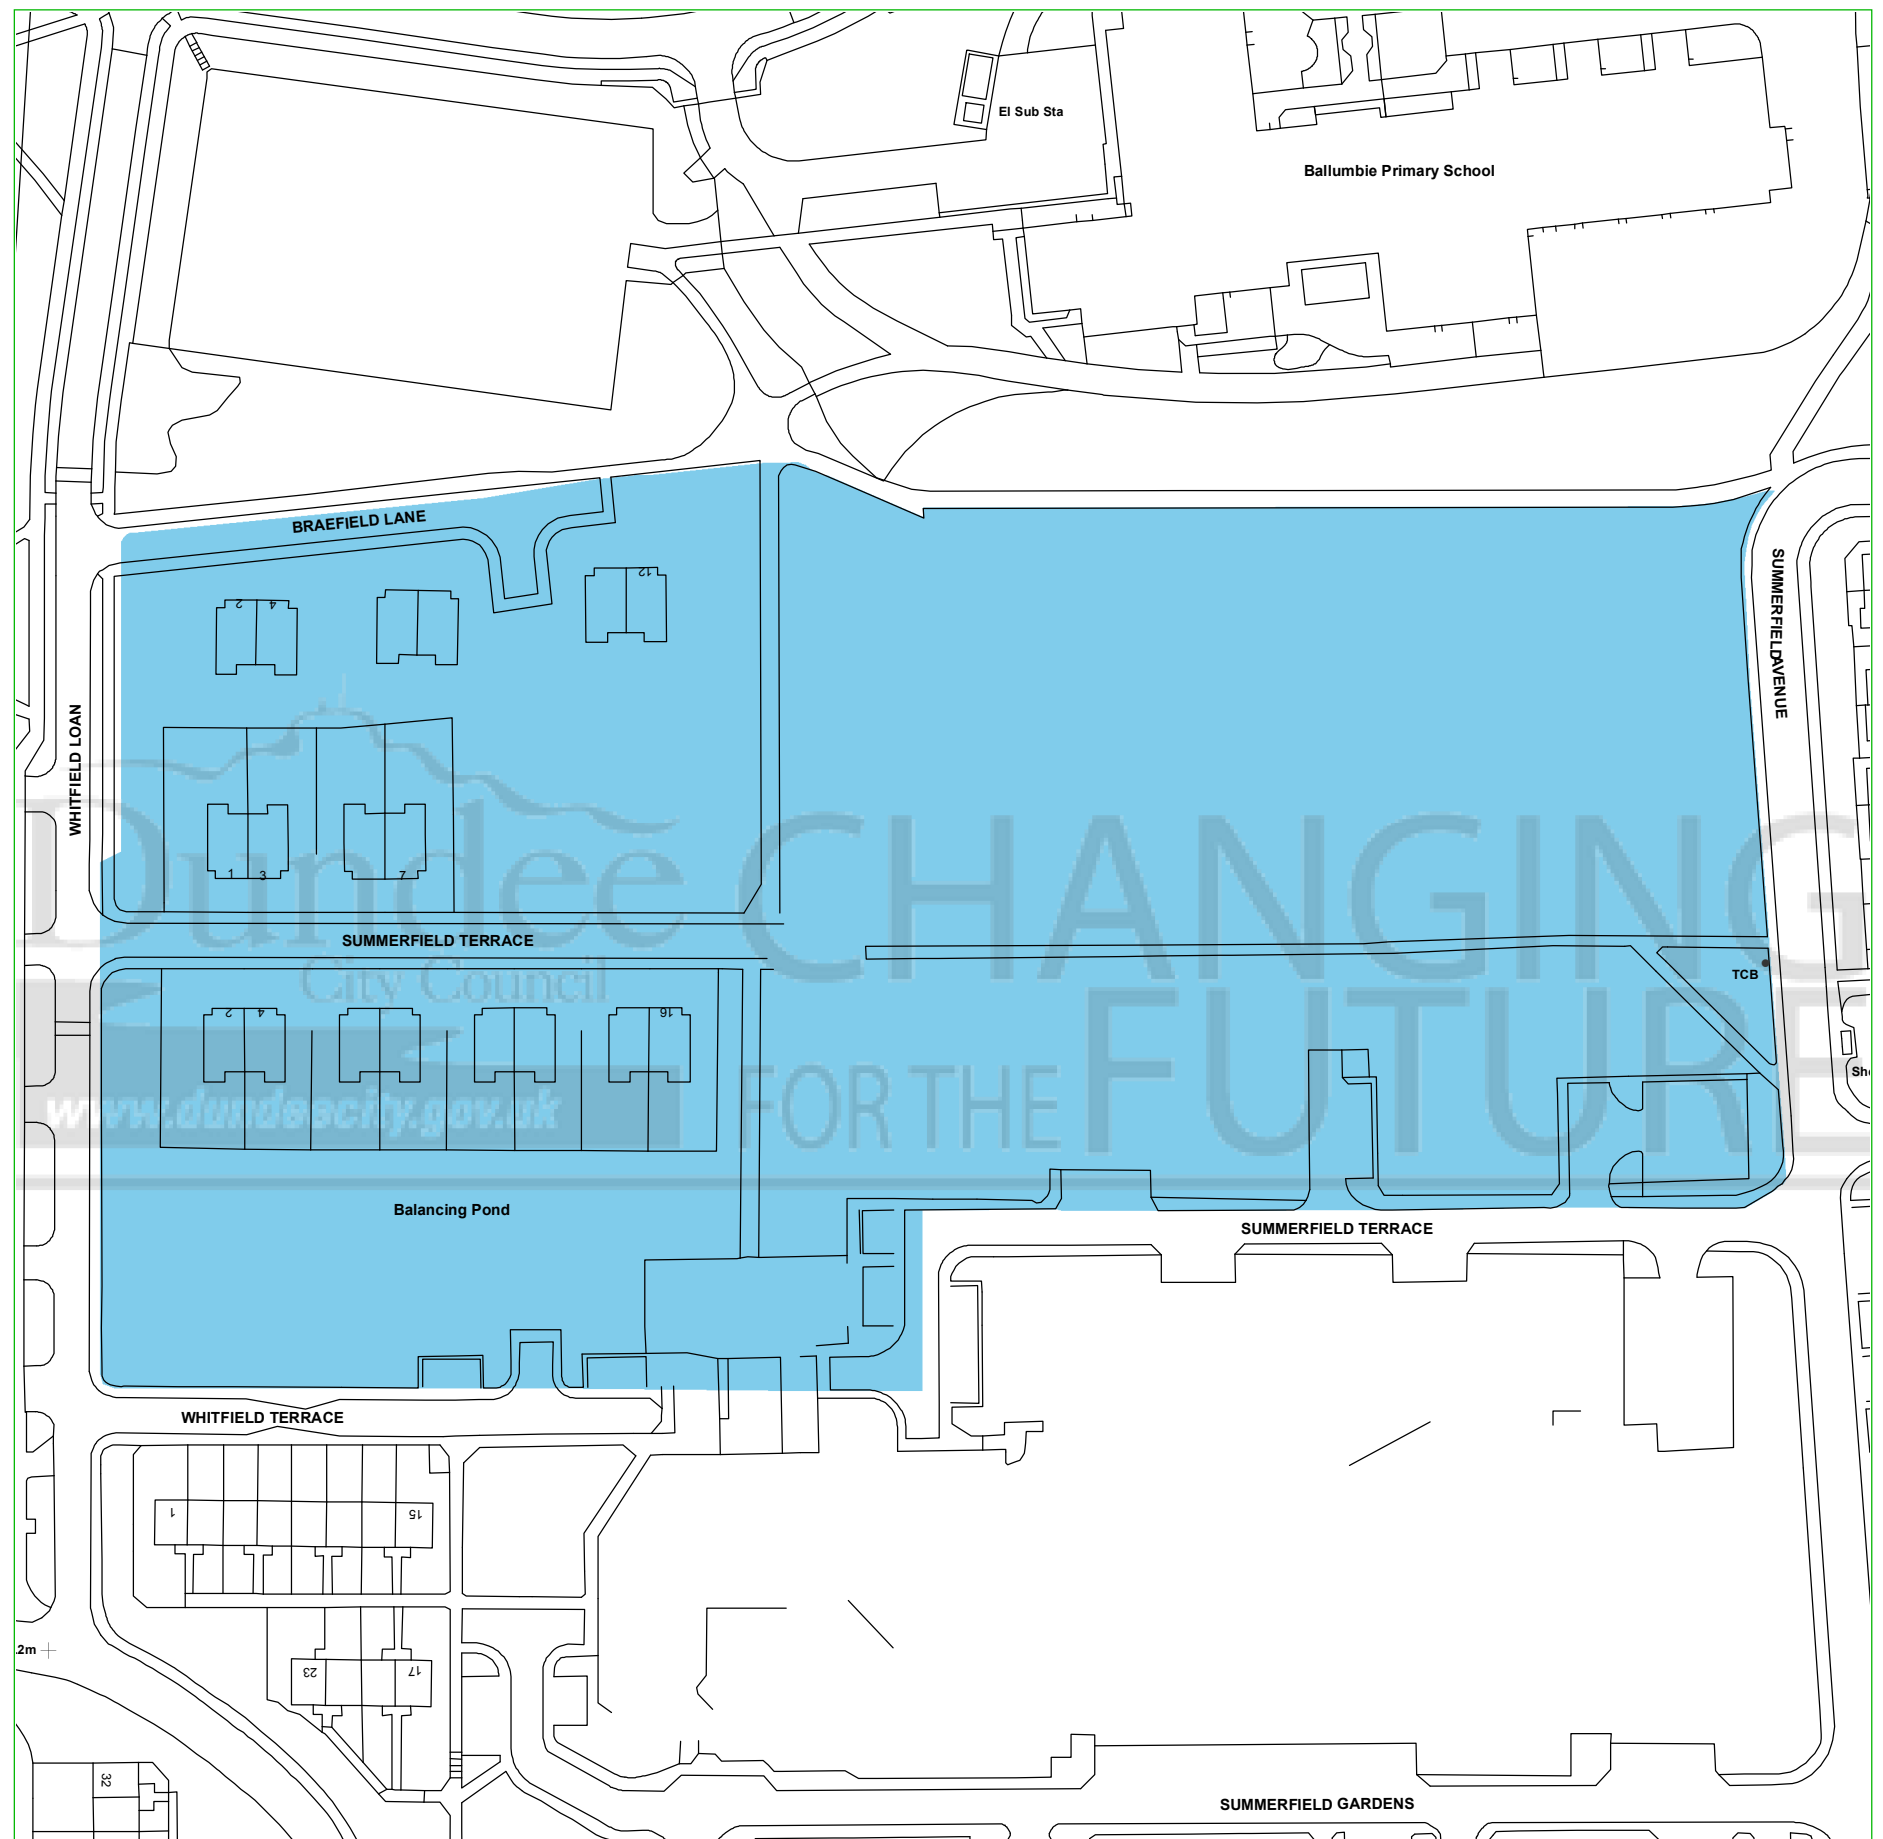 El Sub Sta
Ballumbie Primary School
BRAEFIELD LANE
SUMMERFIELD AVENUE
2
4
12
WHITFIELD LOAN
1
3
7
Dundee
City Council
CHANGING
FOR THE FUTURE
www.dundeecity.gov.uk
SUMMERFIELD TERRACE
TCB
2
4
16
Balancing Pond
SUMMERFIELD TERRACE
WHITFIELD TERRACE
1
15
.2m
23
17
32
SUMMERFIELD GARDENS